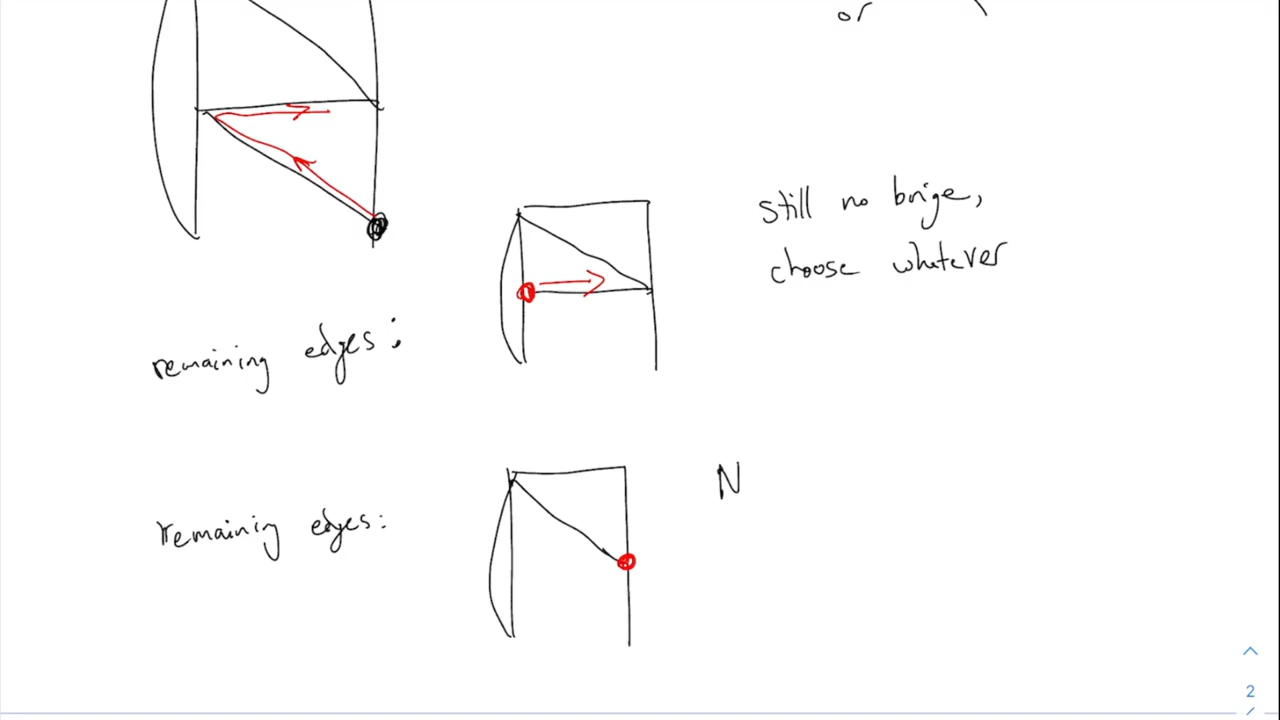 or
still no brige,
choose whatever
remaining edges:
remaining edges:
N
2